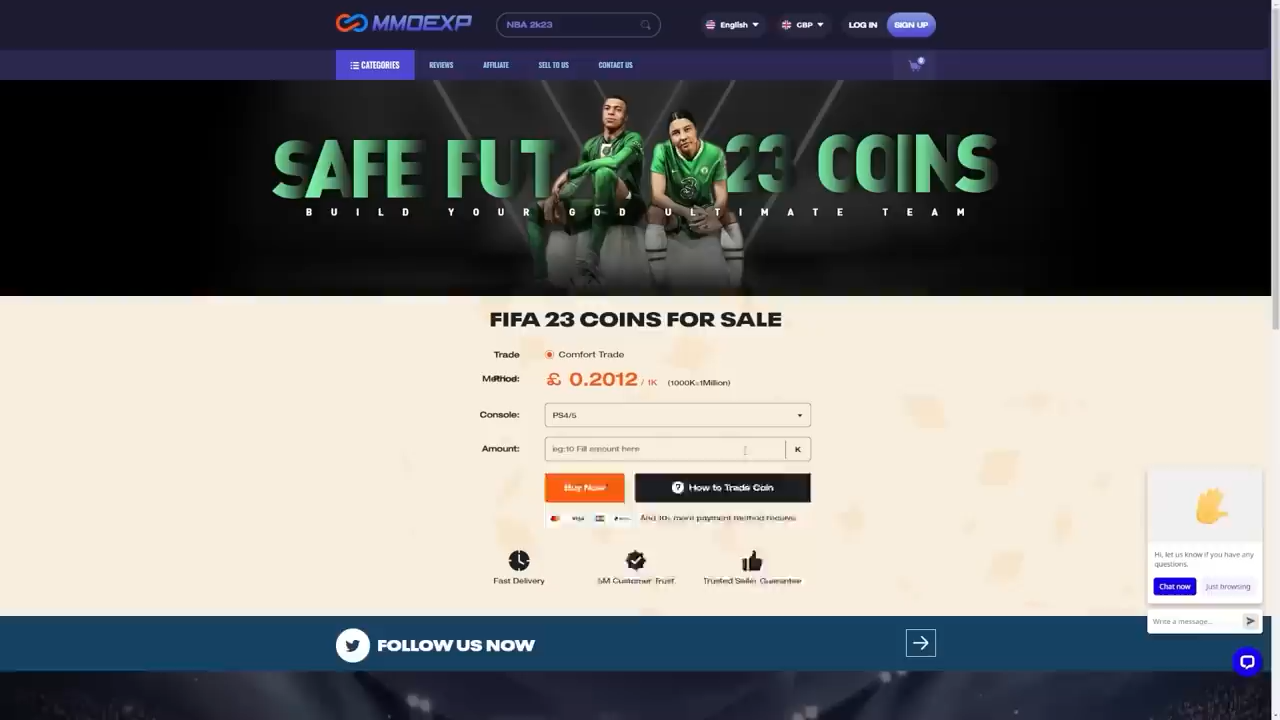 MMOEXP
NBA 2k23
English
GBP
LOG IN
SIGN UP
CATEGORIES
REVIEWS
AFFILIATE
SELL TO US
CONTACT US
SAFE FUT 23 COINS
BUILD YOUR GOD ULTIMATE TEAM
FIFA 23 COINS FOR SALE
Trade
Comfort Trade
£ 0.2012 / 1K (1000K=1Million)
Console:
PS4/5
Amount:
eg:10 Fill amount here
K
Buy Now
How to Trade Coin
VISA
And 10+ more payment method records
Fast Delivery
5M Customer Trust
Trusted Seller Guarantee
Hi, let us know if you have any
questions.
Chat now
Just browsing
Write a message...
FOLLOW US NOW